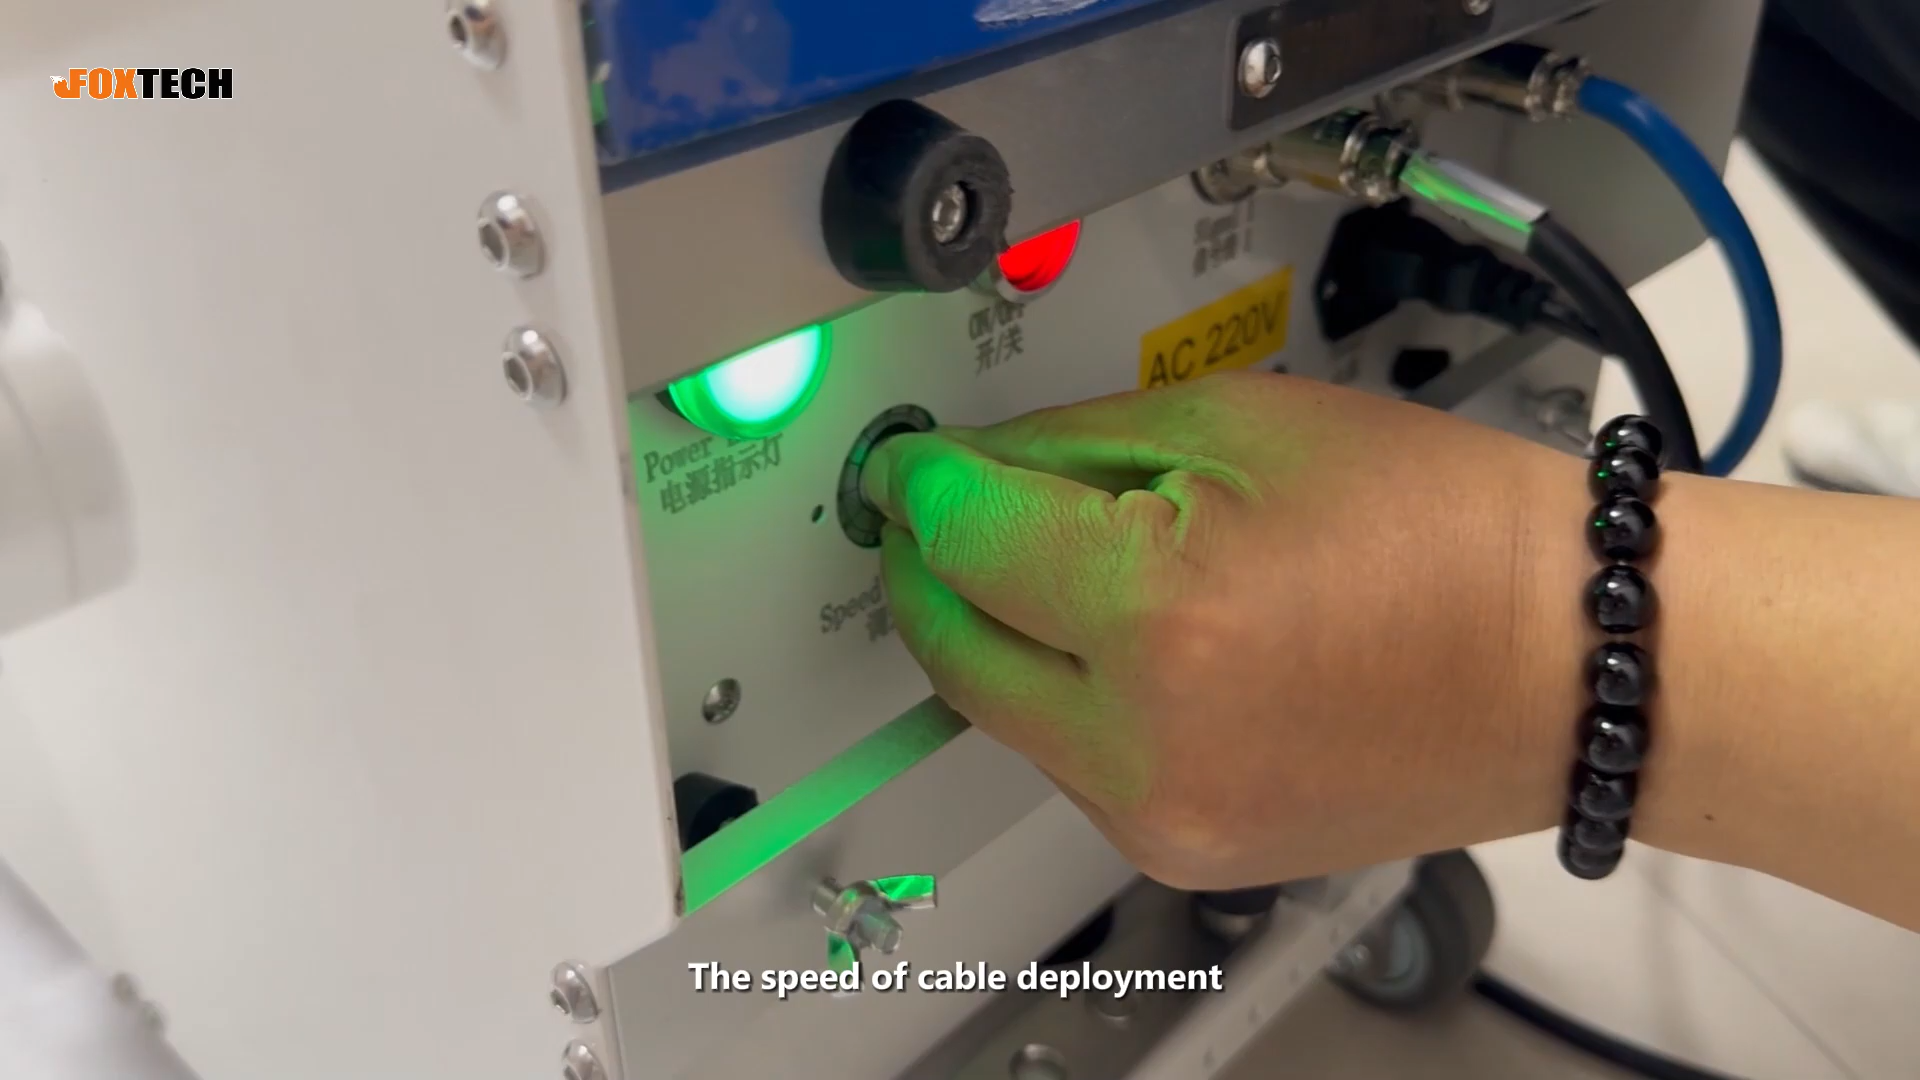 FOXTECH
ON/OFF
开/关
AC 220V
Power
电源指示灯
Speed
The speed of cable deployment